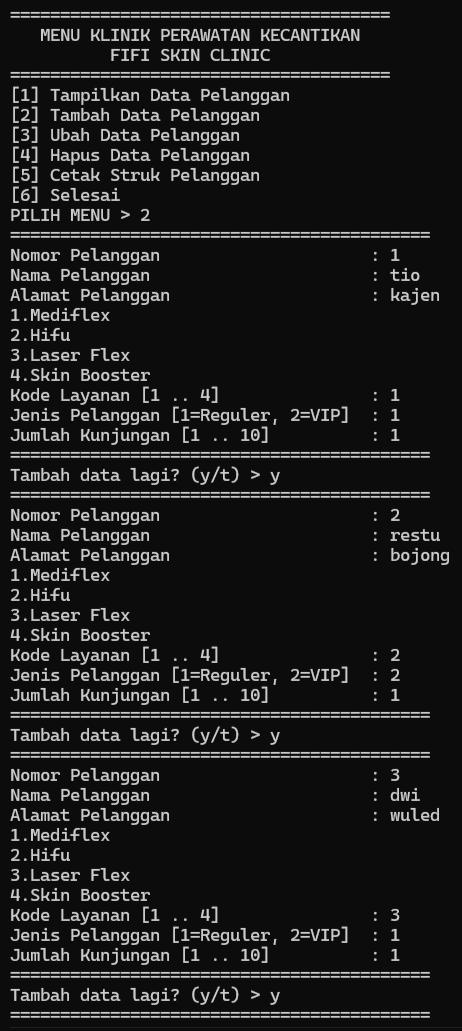 ======================================
MENU KLINIK PERAWATAN KECANTIKAN
FIFI SKIN CLINIC
======================================
[1] Tampilkan Data Pelanggan
[2] Tambah Data Pelanggan
[3] Ubah Data Pelanggan
[4] Hapus Data Pelanggan
[5] Cetak Struk Pelanggan
[6] Selesai
PILIH MENU > 2
==========================================
Nomor Pelanggan                     : 1
Nama Pelanggan                      : tio
Alamat Pelanggan                    : kajen
1.Mediflex
2.Hifu
3.Laser Flex
4.Skin Booster
Kode Layanan [1 .. 4]               : 1
Jenis Pelanggan [1=Reguler, 2=VIP]  : 1
Jumlah Kunjungan [1 .. 10]          : 1
==========================================
Tambah data lagi? (y/t) > y
==========================================
Nomor Pelanggan                     : 2
Nama Pelanggan                      : restu
Alamat Pelanggan                    : bojong
1.Mediflex
2.Hifu
3.Laser Flex
4.Skin Booster
Kode Layanan [1 .. 4]               : 2
Jenis Pelanggan [1=Reguler, 2=VIP]  : 2
Jumlah Kunjungan [1 .. 10]          : 1
==========================================
Tambah data lagi? (y/t) > y
==========================================
Nomor Pelanggan                     : 3
Nama Pelanggan                      : dwi
Alamat Pelanggan                    : wuled
1.Mediflex
2.Hifu
3.Laser Flex
4.Skin Booster
Kode Layanan [1 .. 4]               : 3
Jenis Pelanggan [1=Reguler, 2=VIP]  : 1
Jumlah Kunjungan [1 .. 10]          : 1
==========================================
Tambah data lagi? (y/t) > y
==========================================